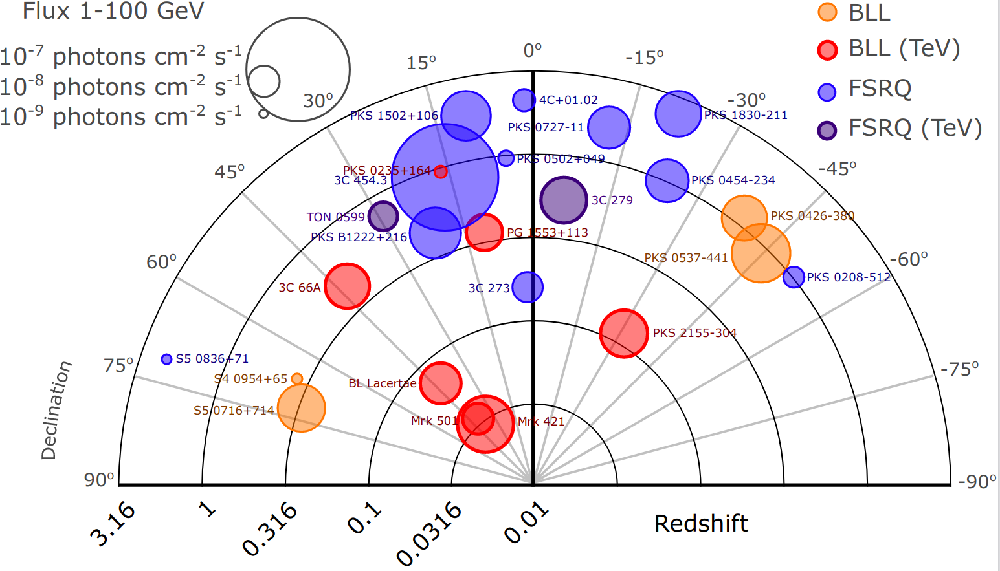 Flux 1-100 GeV
10⁻⁷ photons cm⁻² s⁻¹
10⁻⁸ photons cm⁻² s⁻¹
10⁻⁹ photons cm⁻² s⁻¹
BLL
BLL (TeV)
FSRQ
FSRQ (TeV)
90º
75º
60º
45º
30º
15º
0º
-15º
-30º
-45º
-60º
-75º
-90º
4C+01.02
PKS 1502+106
PKS 0727-11
PKS 1830-211
PKS 0502+049
PKS 0235+164
3C 454.3
PKS 0454-234
3C 279
TON 0599
PKS 0426-380
PG 1553+113
PKS B1222+216
PKS 0537-441
PKS 0208-512
3C 66A
3C 273
PKS 2155-304
S5 0836+71
S4 0954+65
BL Lacertae
S5 0716+714
Mrk 501
Mrk 421
Declination
3.16
1
0.316
0.1
0.0316
0.01
Redshift